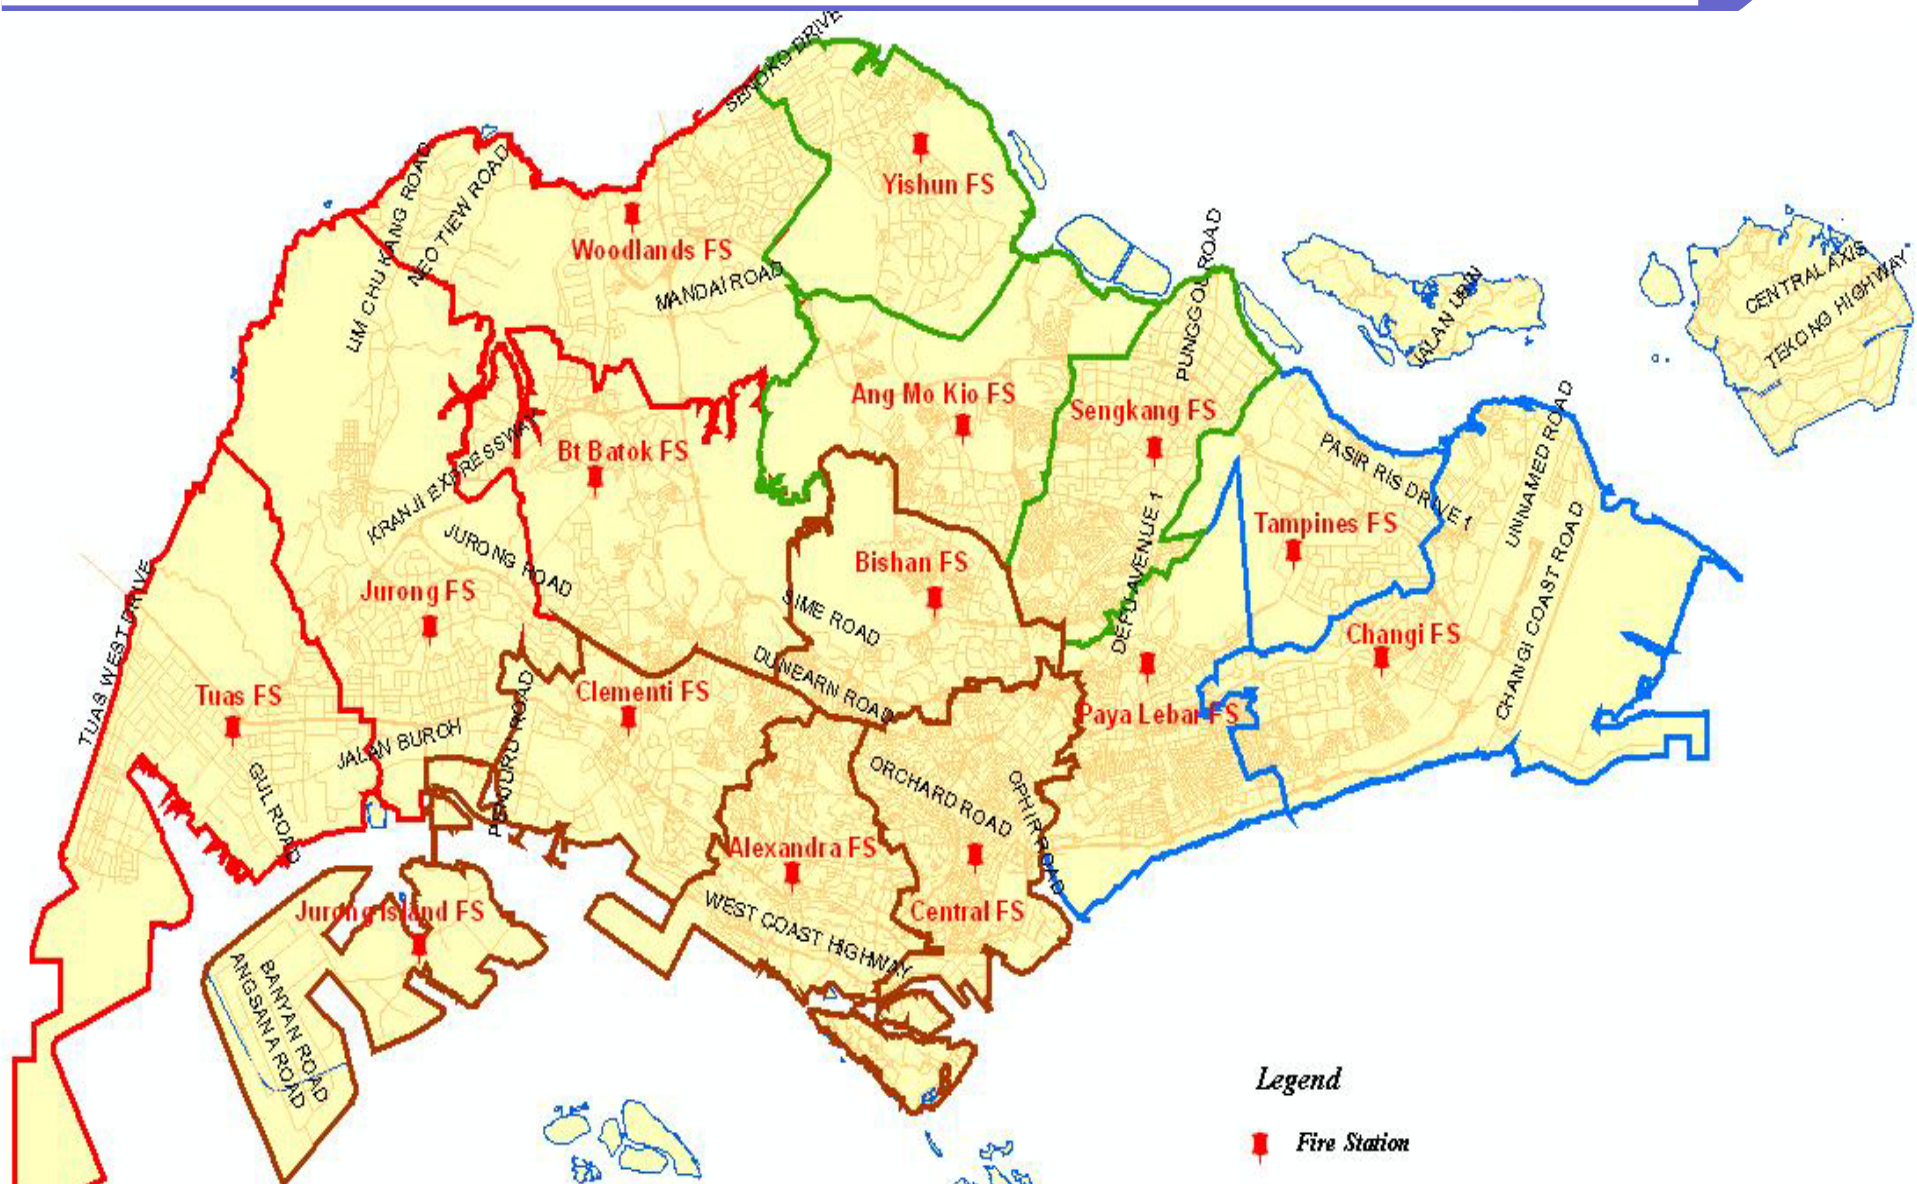 SENOKO DRIVE
Yishun FS
Woodlands FS
LIM CHU KANG ROAD
NEO TIEW ROAD
MANDAI ROAD
PUNGGOL ROAD
JALAN UBIN
CENTRAL AXIS
TEKONG HIGHWAY
Ang Mo Kio FS
Sengkang FS
Bt Batok FS
KRANJI EXPRESSWAY
PASIR RIS DRIVE 1
UNNAMED ROAD
Tampines FS
CHANGI COAST ROAD
JURONG ROAD
Bishan FS
DEPU AVENUE 1
Jurong FS
SIME ROAD
Changi FS
TUAS WEST DRIVE
DUNEARN ROAD
Tuas FS
Clementi FS
Paya Lebar FS
JALAN BUROH
PENJURU ROAD
GUL ROAD
ORCHARD ROAD
OPHIR ROAD
Alexandra FS
Jurong Island FS
WEST COAST HIGHWAY
Central FS
BANYAN ROAD
ANGSANA ROAD
Legend
Fire Station